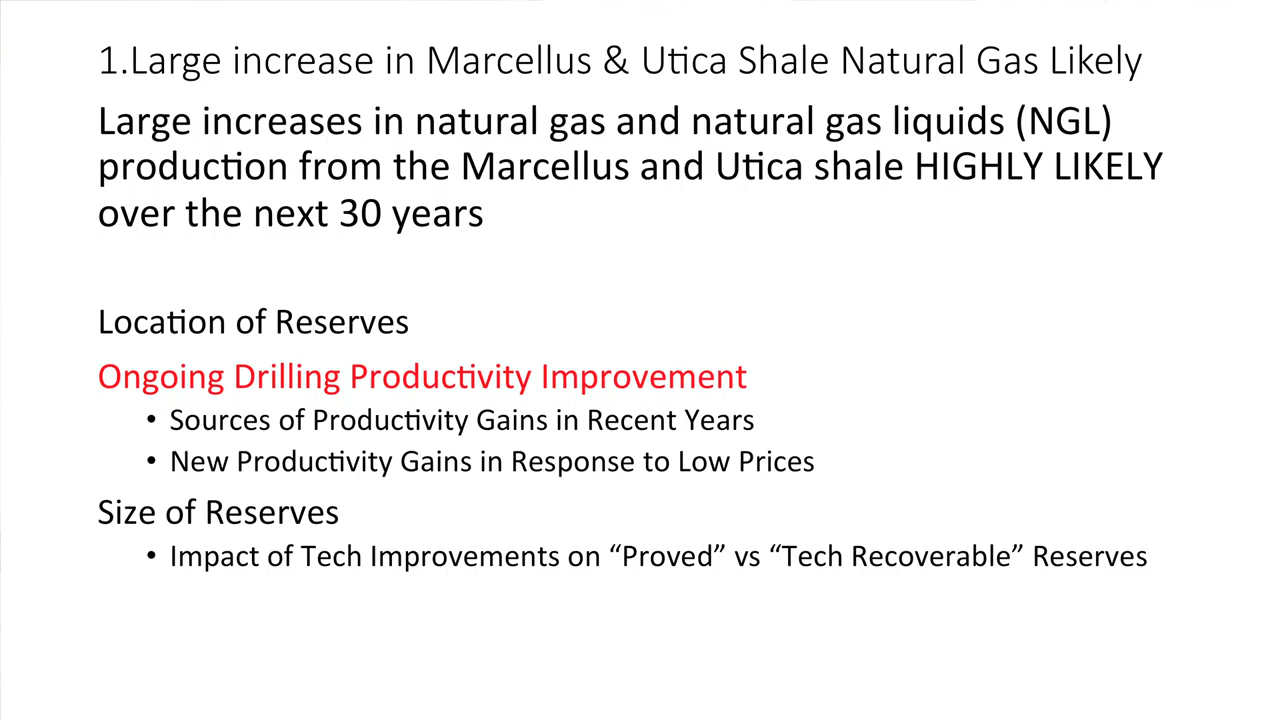 1.Large increase in Marcellus & Utica Shale Natural Gas Likely
Large increases in natural gas and natural gas liquids (NGL)
production from the Marcellus and Utica shale HIGHLY LIKELY
over the next 30 years
Location of Reserves
Ongoing Drilling Productivity Improvement
• Sources of Productivity Gains in Recent Years
• New Productivity Gains in Response to Low Prices
Size of Reserves
• Impact of Tech Improvements on “Proved” vs “Tech Recoverable” Reserves